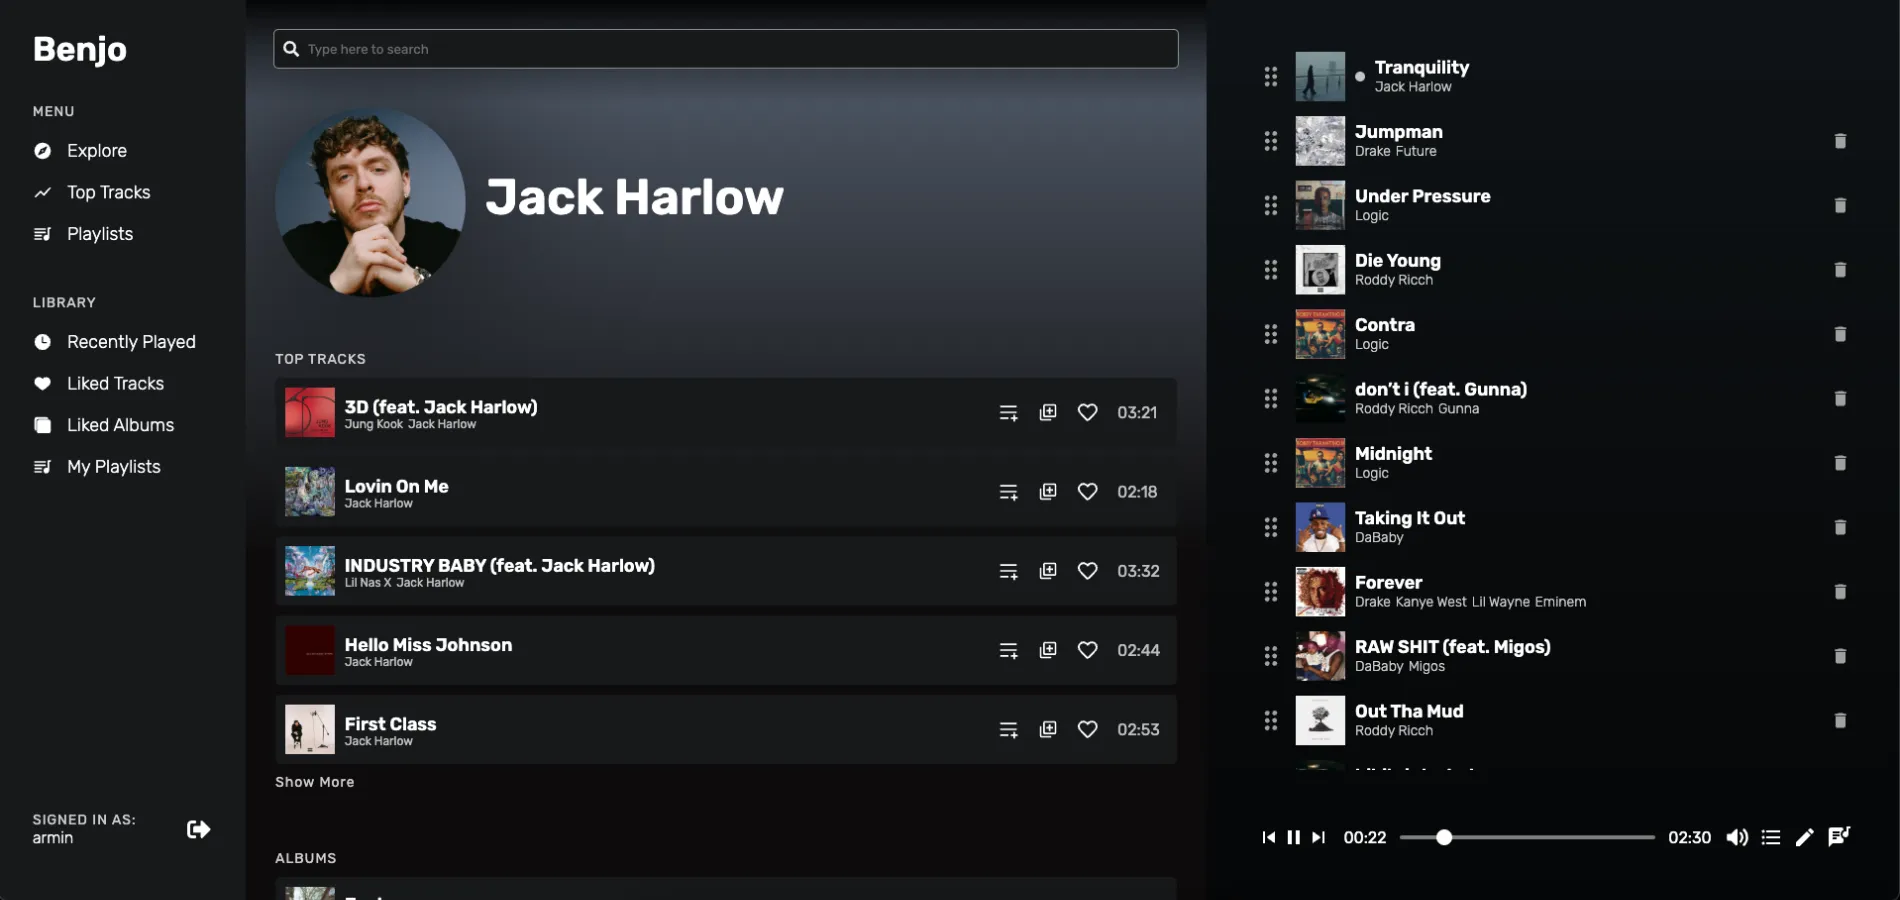 Benjo
MENU
Explore
Top Tracks
Playlists
LIBRARY
Recently Played
Liked Tracks
Liked Albums
My Playlists
SIGNED IN AS:
armin
Type here to search
Jack Harlow
TOP TRACKS
3D (feat. Jack Harlow)
Jung Kook Jack Harlow
03:21
Lovin On Me
Jack Harlow
02:18
INDUSTRY BABY (feat. Jack Harlow)
Lil Nas X Jack Harlow
03:32
Hello Miss Johnson
Jack Harlow
02:44
First Class
Jack Harlow
02:53
Show More
ALBUMS
Tranquility
Jack Harlow
Jumpman
Drake Future
Under Pressure
Logic
Die Young
Roddy Ricch
Contra
Logic
don’t i (feat. Gunna)
Roddy Ricch Gunna
Midnight
Logic
Taking It Out
DaBaby
Forever
Drake Kanye West Lil Wayne Eminem
RAW SHIT (feat. Migos)
DaBaby Migos
Out Tha Mud
Roddy Ricch
00:22
02:30